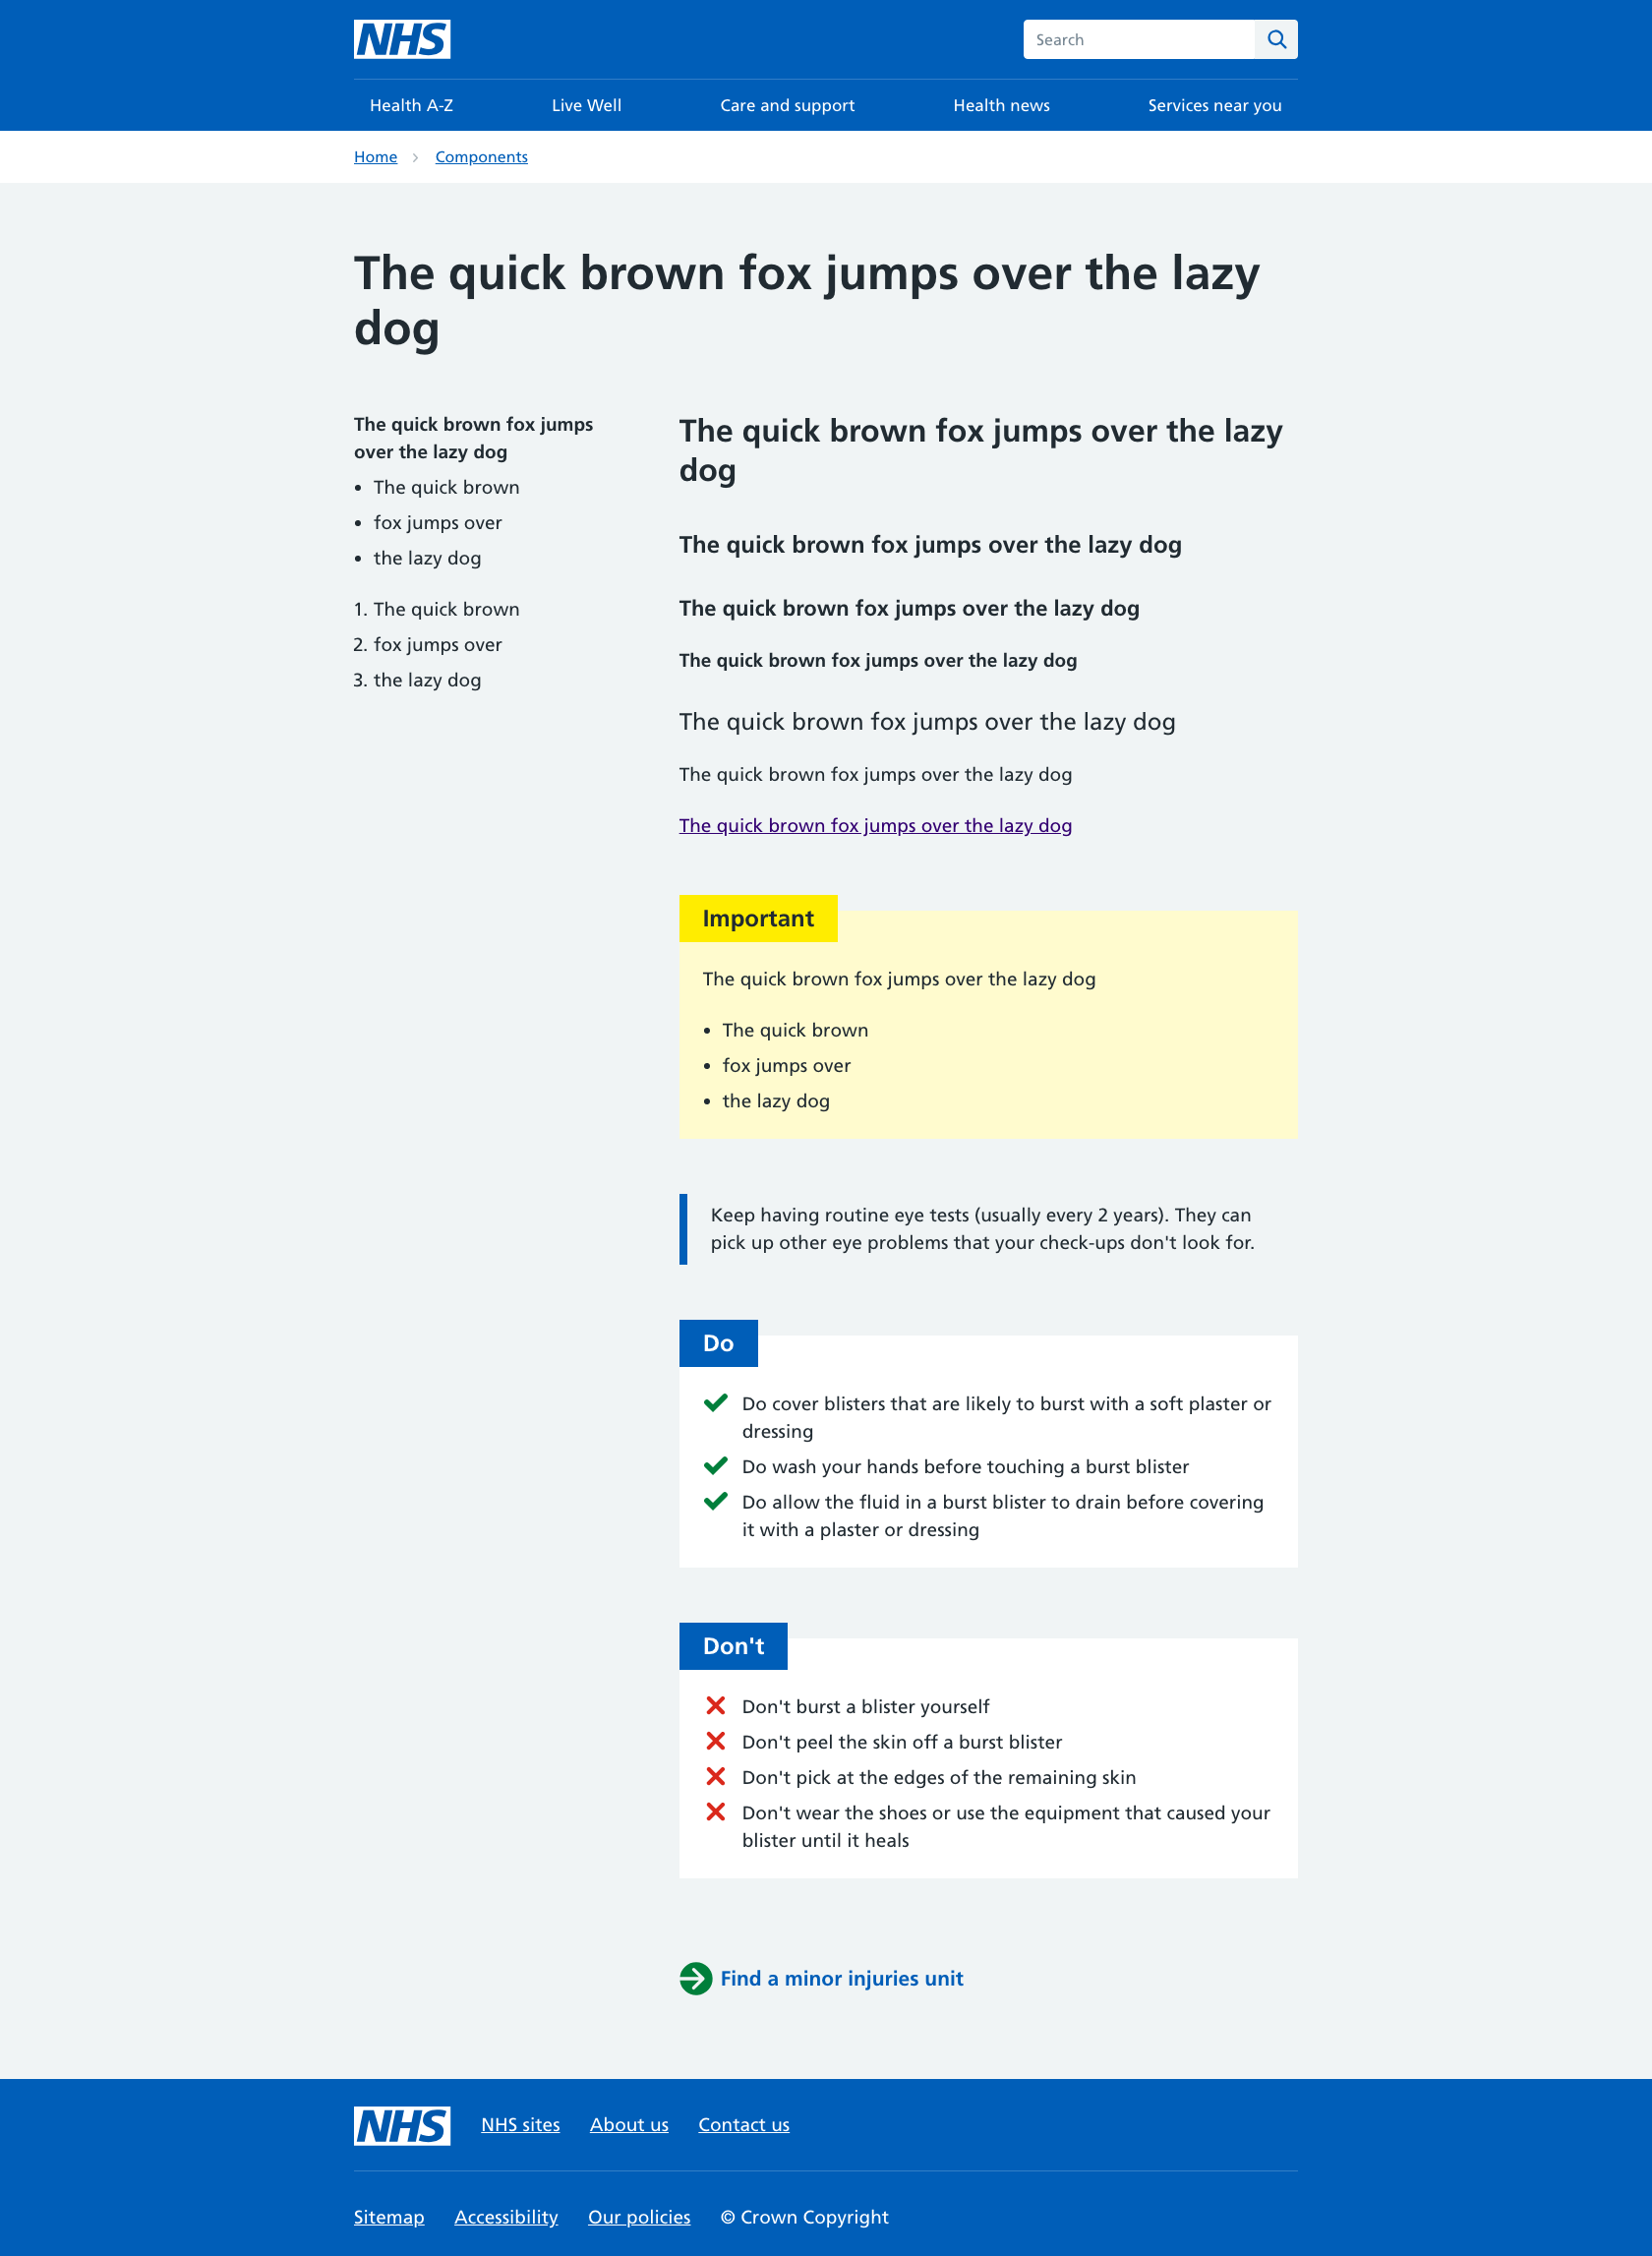 NHS
Search
Health A-Z
Live Well
Care and support
Health news
Services near you
Home
Components
The quick brown fox jumps over the lazy
dog
The quick brown fox jumps
over the lazy dog
• The quick brown
• fox jumps over
• the lazy dog
1. The quick brown
2. fox jumps over
3. the lazy dog
The quick brown fox jumps over the lazy
dog
The quick brown fox jumps over the lazy dog
The quick brown fox jumps over the lazy dog
The quick brown fox jumps over the lazy dog
The quick brown fox jumps over the lazy dog
The quick brown fox jumps over the lazy dog
The quick brown fox jumps over the lazy dog
Important
The quick brown fox jumps over the lazy dog
• The quick brown
• fox jumps over
• the lazy dog
Keep having routine eye tests (usually every 2 years). They can
pick up other eye problems that your check-ups don't look for.
Do
Do cover blisters that are likely to burst with a soft plaster or
dressing
Do wash your hands before touching a burst blister
Do allow the fluid in a burst blister to drain before covering
it with a plaster or dressing
Don't
Don't burst a blister yourself
Don't peel the skin off a burst blister
Don't pick at the edges of the remaining skin
Don't wear the shoes or use the equipment that caused your
blister until it heals
Find a minor injuries unit
NHS
NHS sites
About us
Contact us
Sitemap
Accessibility
Our policies
© Crown Copyright